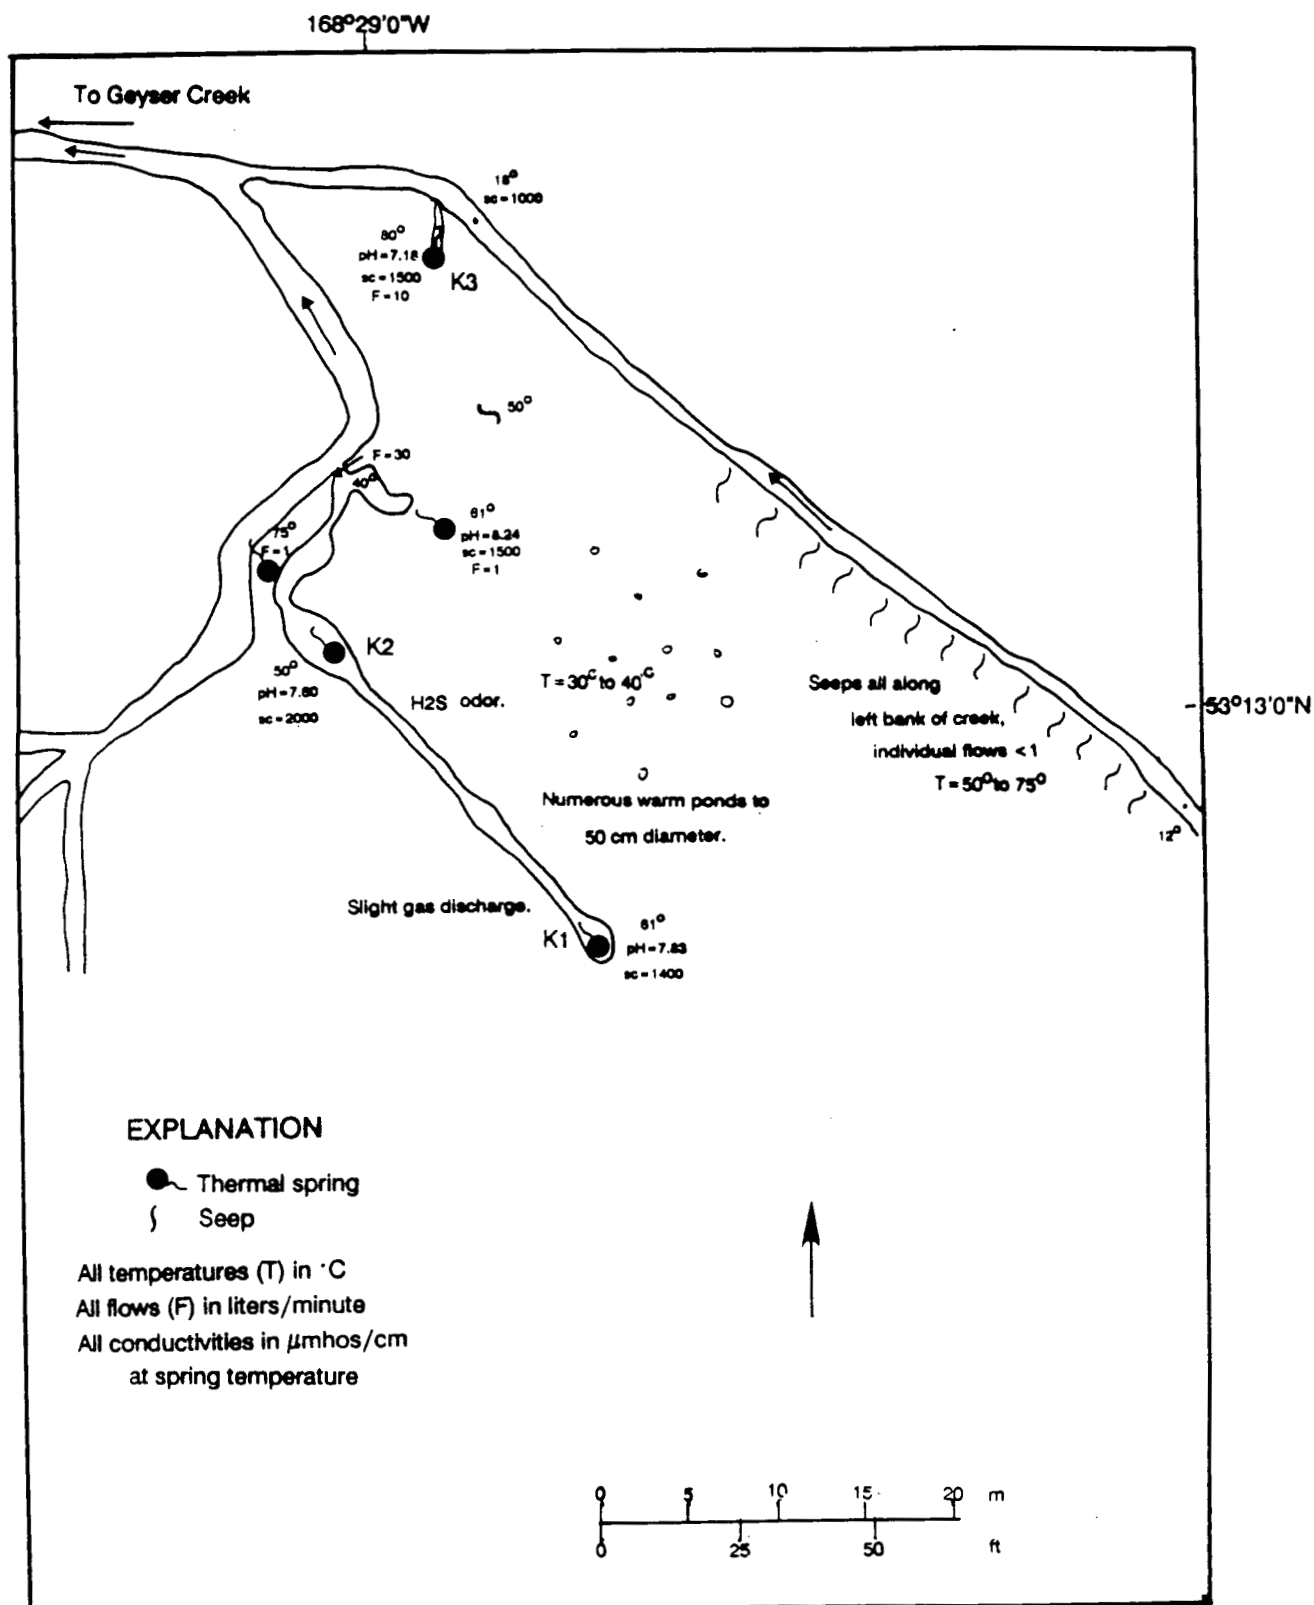 168°29'0"W
To Geyser Creek
18°
sc=1000
80°
pH=7.18
sc=1500
F=10
K3
50°
F=30
40°
61°
pH=8.24
sc=1500
F=1
75°
F=1
K2
50°
pH=7.60
sc=2000
H2S odor.
T=30°C to 40°C
Seeps all along
left bank of creek,
individual flows <1
T=50° to 75°
53°13'0"N
Numerous warm ponds to
50 cm diameter.
12°
Slight gas discharge.
K1
61°
pH=7.83
sc=1400
EXPLANATION
Thermal spring
Seep
All temperatures (T) in °C
All flows (F) in liters/minute
All conductivities in µmhos/cm
at spring temperature
0 5 10 15 20 m
0 25 50 ft